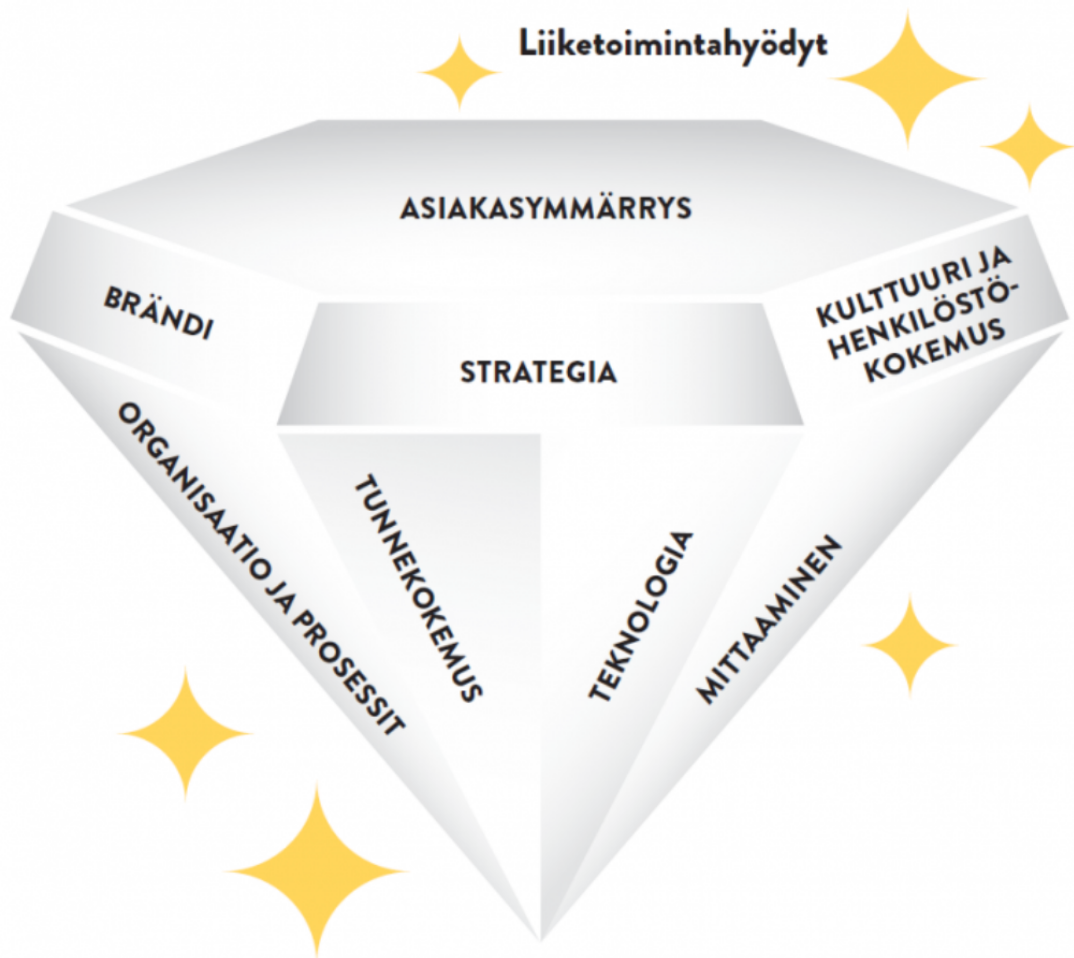 Liiketoimintahyödyt
ASIAKASYMMÄRRYS
BRÄNDI
STRATEGIA
KULTTUURI JA
HENKILÖSTÖ-
KOKEMUS
ORGANISAATIO JA PROSESSIT
TUNNEKOKEMUS
TEKNOLOGIA
MITTAAMINEN